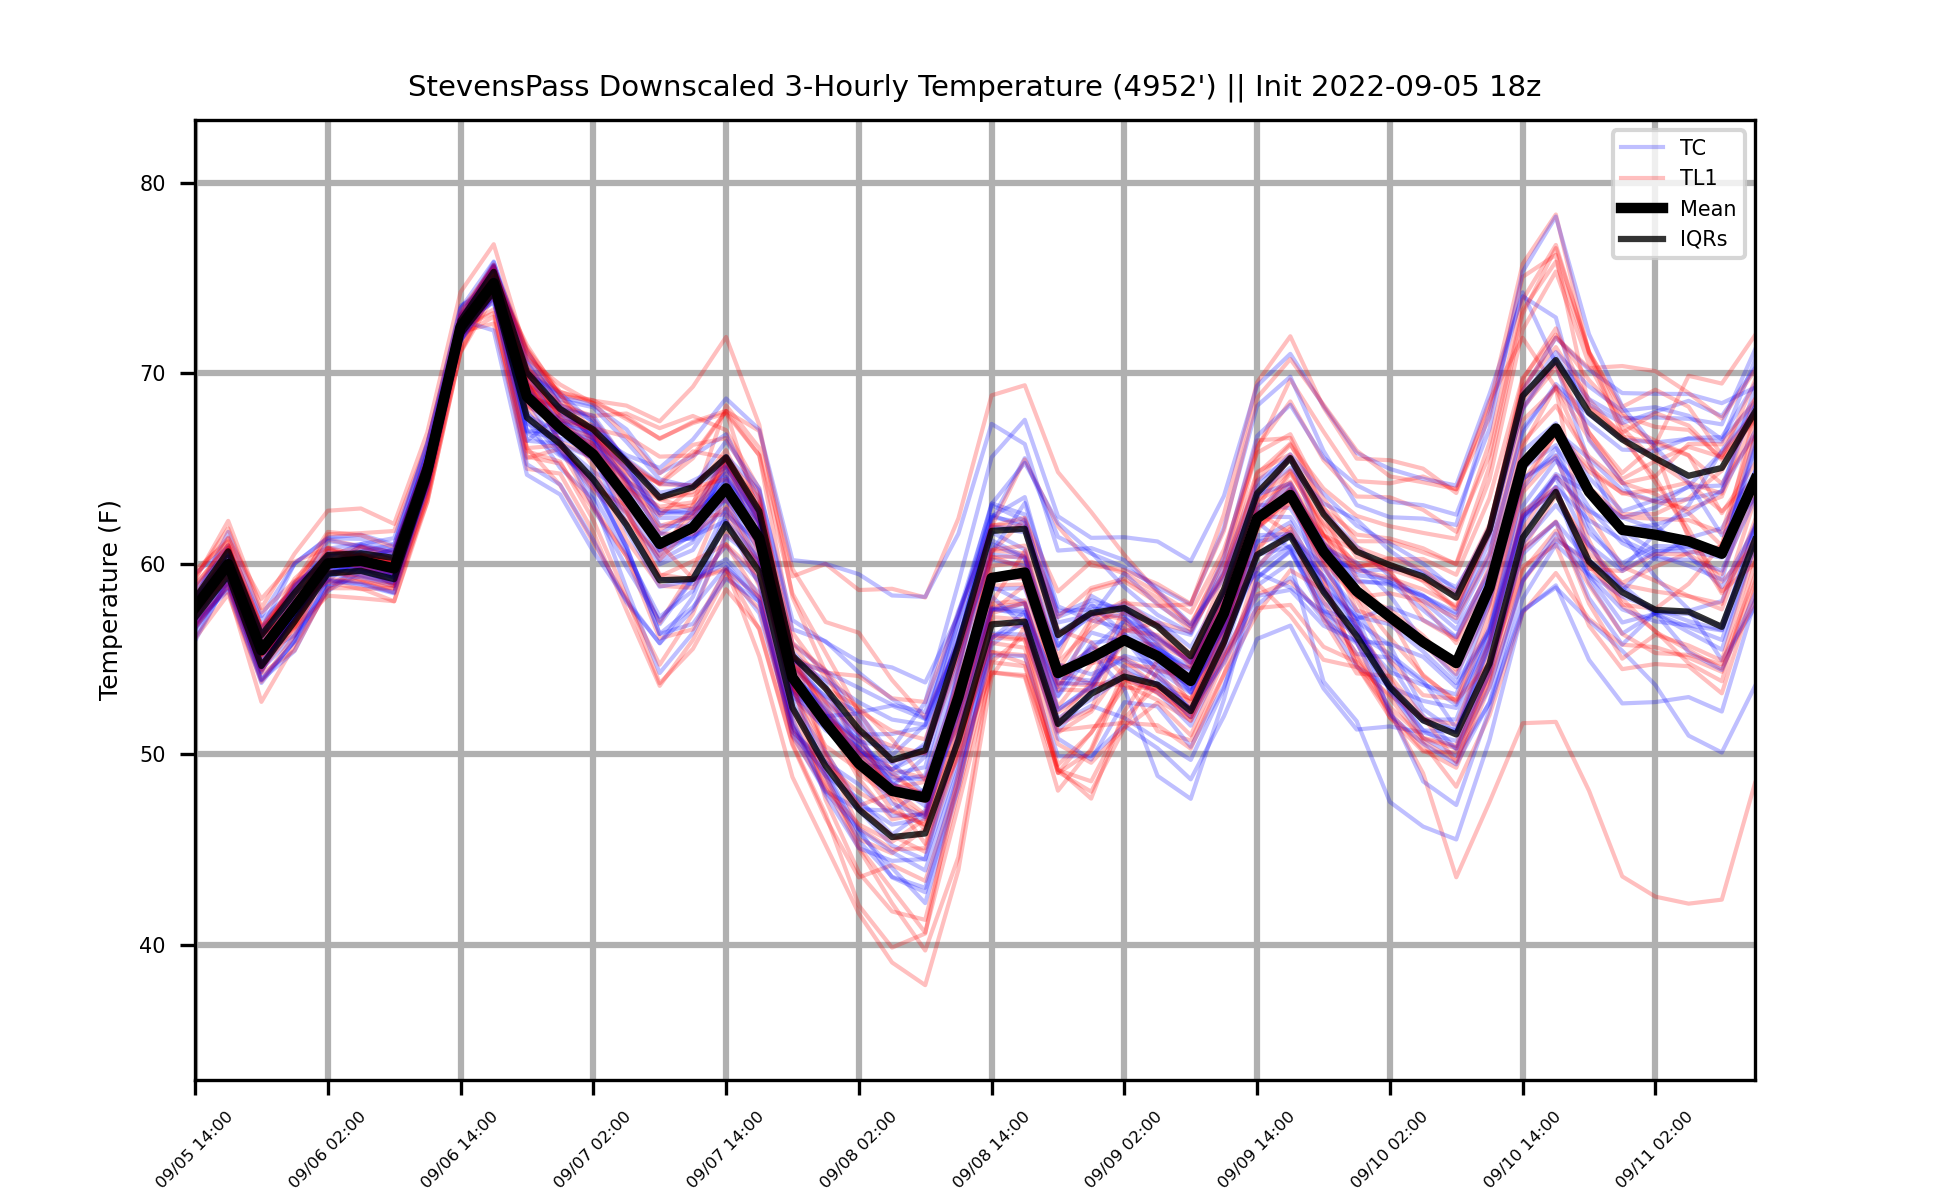 StevensPass Downscaled 3-Hourly Temperature (4952') || Init 2022-09-05 18z
TC
TL1
Mean
IQRs
Temperature (F)
80
70
60
50
40
09/05 14:00
09/06 02:00
09/06 14:00
09/07 02:00
09/07 14:00
09/08 02:00
09/08 14:00
09/09 02:00
09/09 14:00
09/10 02:00
09/10 14:00
09/11 02:00